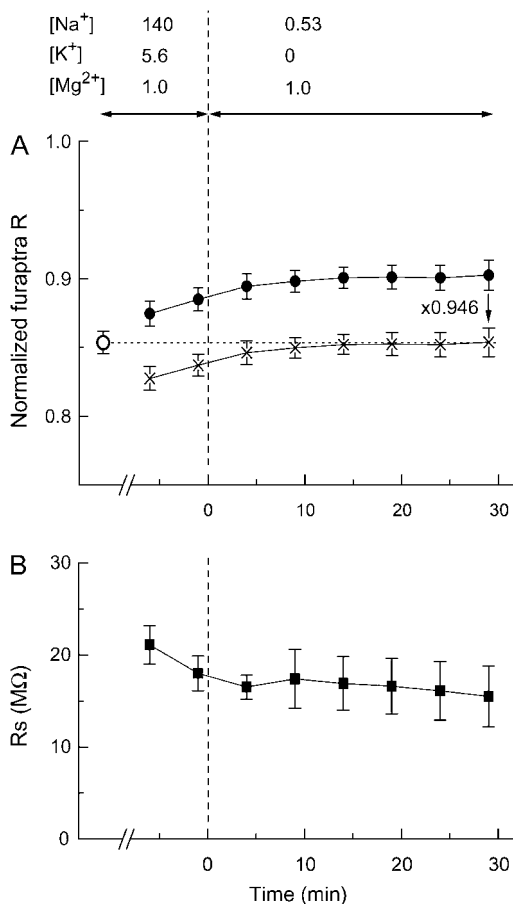 [Na⁺] 140 0.53
[K⁺] 5.6 0
[Mg²⁺] 1.0 1.0
A
1.0
0.9
0.8
Normalized furaptra R
x0.946
0 10 20 30
B
30
20
10
0
Rs (MΩ)
0 10 20 30
Time (min)